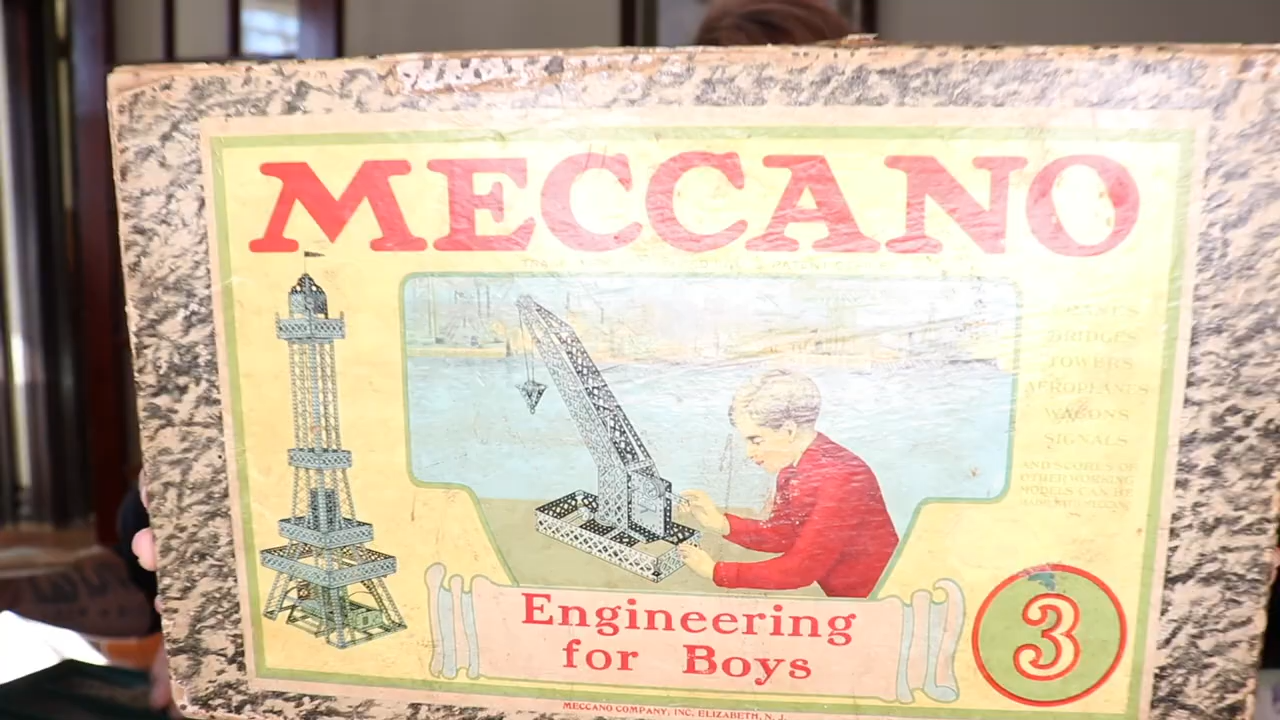 MECCANO
BRIDGES
TOWERS
AEROPLANES
WAGONS
SIGNALS
AND SCORES OF
OTHER WORKING
MODELS CAN BE
Engineering
for Boys
3
MECCANO COMPANY, INC. ELIZABETH, N. J.